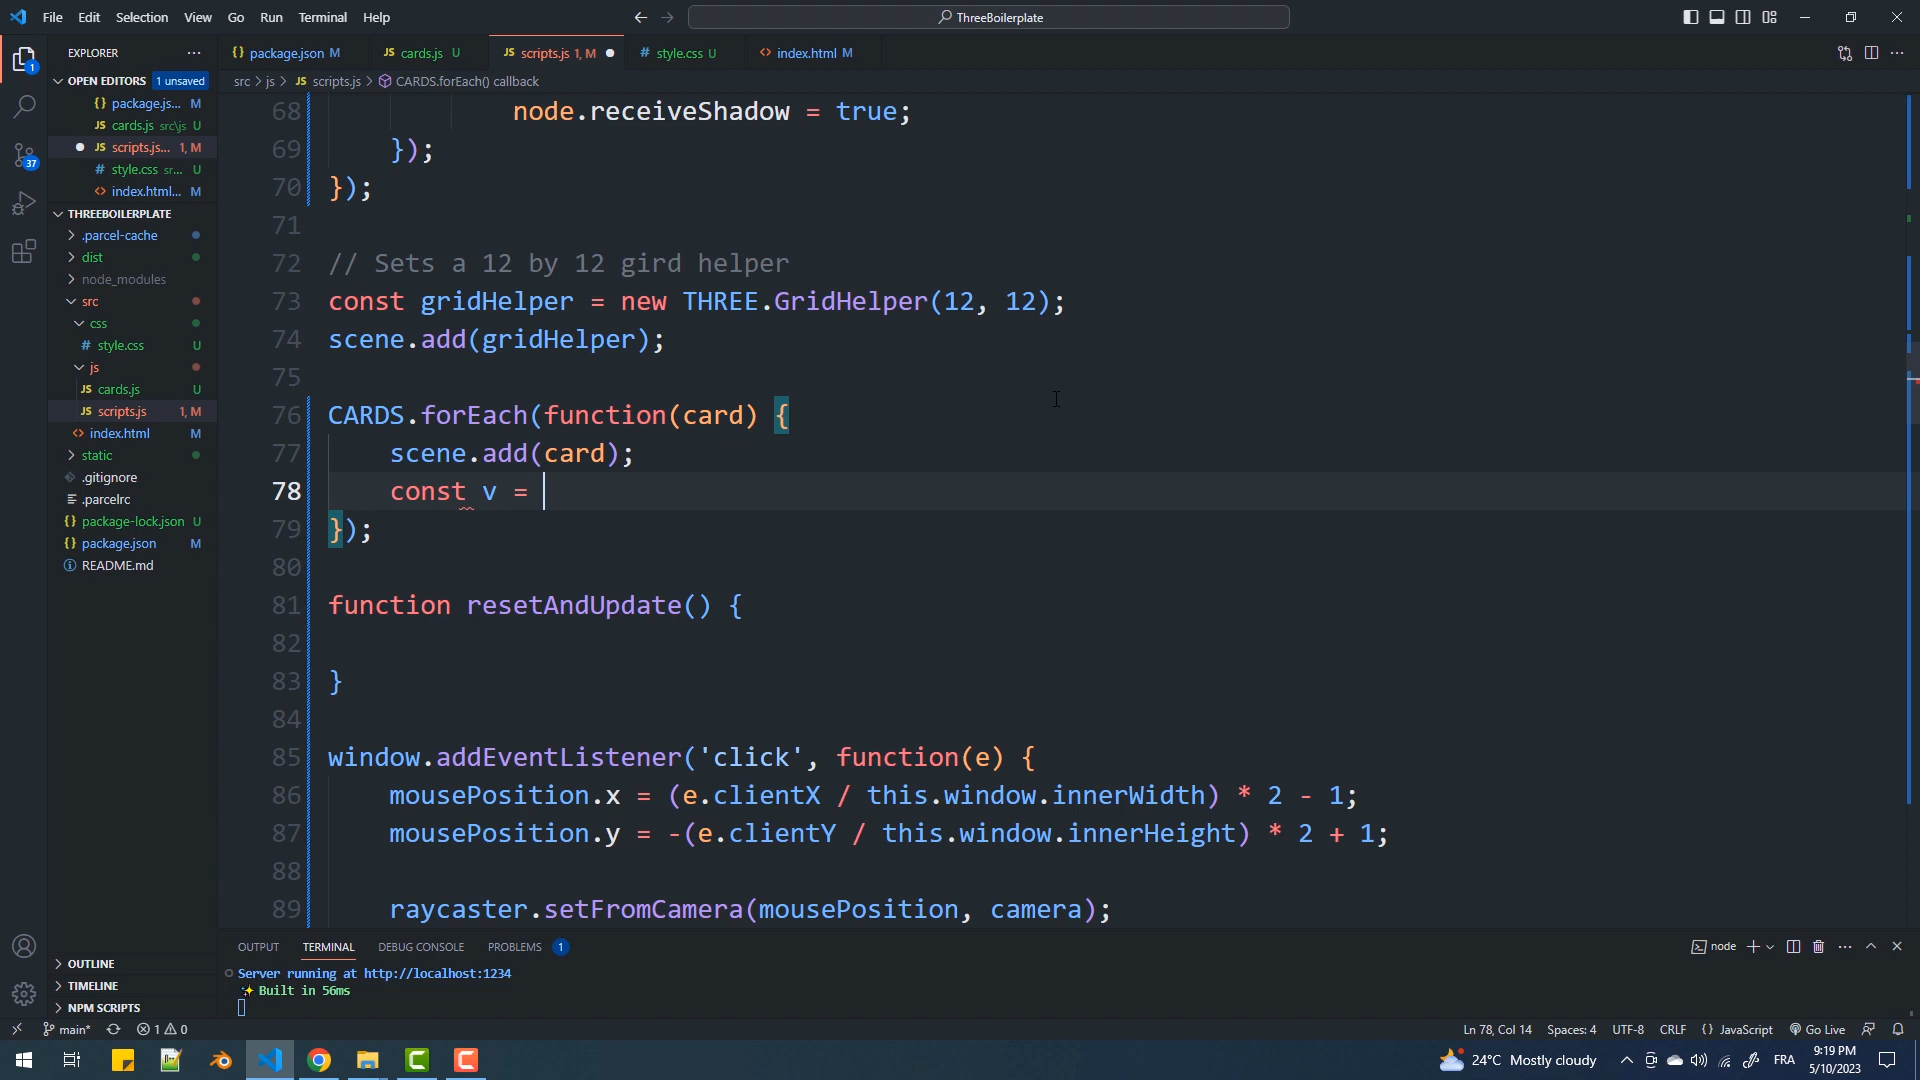 File Edit Selection View Go Run Terminal Help
ThreeBoilerplate
EXPLORER
OPEN EDITORS 1 unsaved
{} package.js... M
JS cards.js src\js U
JS scripts.js... 1, M
# style.css sr... U
<> index.html... M
THREEBOILERPLATE
.parcel-cache
dist
node_modules
src
css
# style.css U
js
JS cards.js U
JS scripts.js 1, M
<> index.html M
static
.gitignore
.parcelrc
{} package-lock.json U
{} package.json M
README.md
OUTLINE
TIMELINE
NPM SCRIPTS
1
37
{} package.json M
JS cards.js U
JS scripts.js 1, M
# style.css U
<> index.html M
src > js > JS scripts.js > CARDS.forEach() callback
68 node.receiveShadow = true;
69 });
70 });
71
72 // Sets a 12 by 12 gird helper
73 const gridHelper = new THREE.GridHelper(12, 12);
74 scene.add(gridHelper);
75
76 CARDS.forEach(function(card) {
77 scene.add(card);
78 const v =
79 });
80
81 function resetAndUpdate() {
82
83 }
84
85 window.addEventListener('click', function(e) {
86 mousePosition.x = (e.clientX / this.window.innerWidth) * 2 - 1;
87 mousePosition.y = -(e.clientY / this.window.innerHeight) * 2 + 1;
88
89 raycaster.setFromCamera(mousePosition, camera);
OUTPUT TERMINAL DEBUG CONSOLE PROBLEMS 1
node
Server running at http://localhost:1234
✨ Built in 56ms
main* 1 0
Ln 78, Col 14 Spaces: 4 UTF-8 CRLF {} JavaScript Go Live
24°C Mostly cloudy
FRA
9:19 PM
5/10/2023